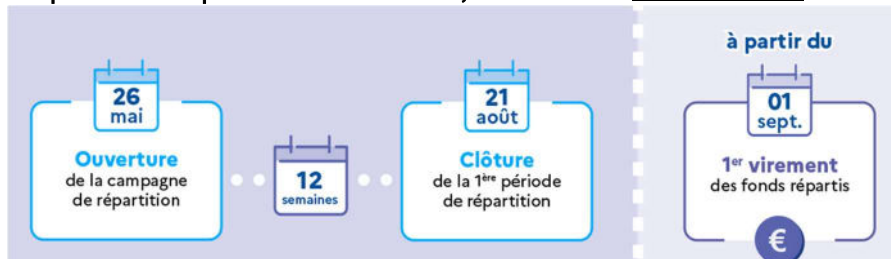 à partir du
26
mai
Ouverture
de la campagne
de répartition
12
semaines
21
août
Clôture
de la 1ère période
de répartition
01
sept.
1er virement
des fonds répartis
€